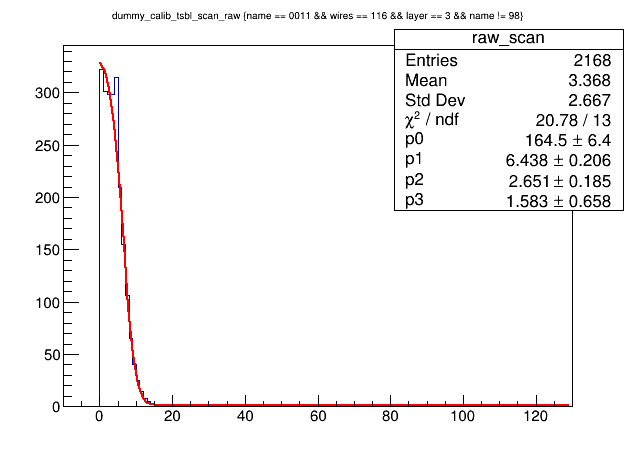 dummy_calib_tsbl_scan_raw {name == 0011 && wires == 116 && layer == 3 && name != 98}
raw_scan
Entries 2168
Mean 3.368
Std Dev 2.667
χ² / ndf 20.78 / 13
p0 164.5 ± 6.4
p1 6.438 ± 0.206
p2 2.651 ± 0.185
p3 1.583 ± 0.658
300
250
200
150
100
50
0
0 20 40 60 80 100 120